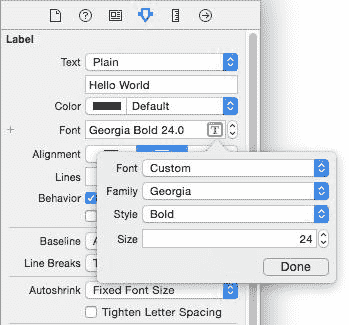 Label
Text Plain
Hello World
Color Default
+ Font Georgia Bold 24.0 T
Alignment
Font Custom
Lines
Family Georgia
Behavior
Style Bold
Size 24
Baseline
Line Breaks
Done
Autoshrink Fixed Font Size
Tighten Letter Spacing